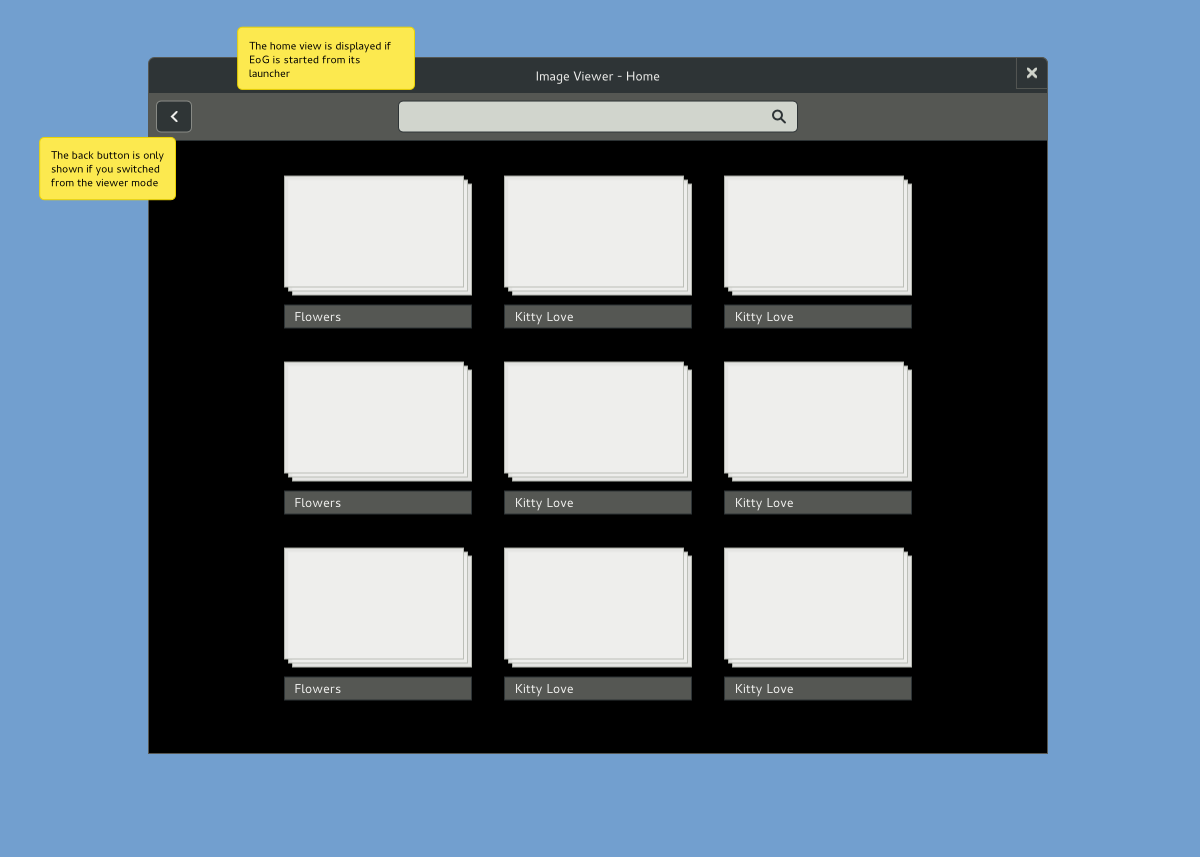 The home view is displayed if
EoG is started from its
launcher
Image Viewer - Home
The back button is only
shown if you switched
from the viewer mode
Flowers
Kitty Love
Kitty Love
Flowers
Kitty Love
Kitty Love
Flowers
Kitty Love
Kitty Love